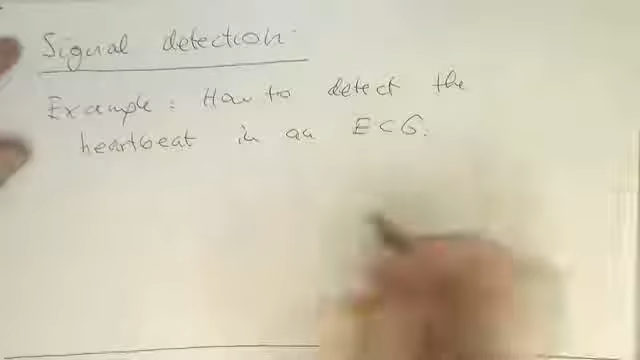 Signal detection.
Example: How to detect the
heartbeat in an ECG.